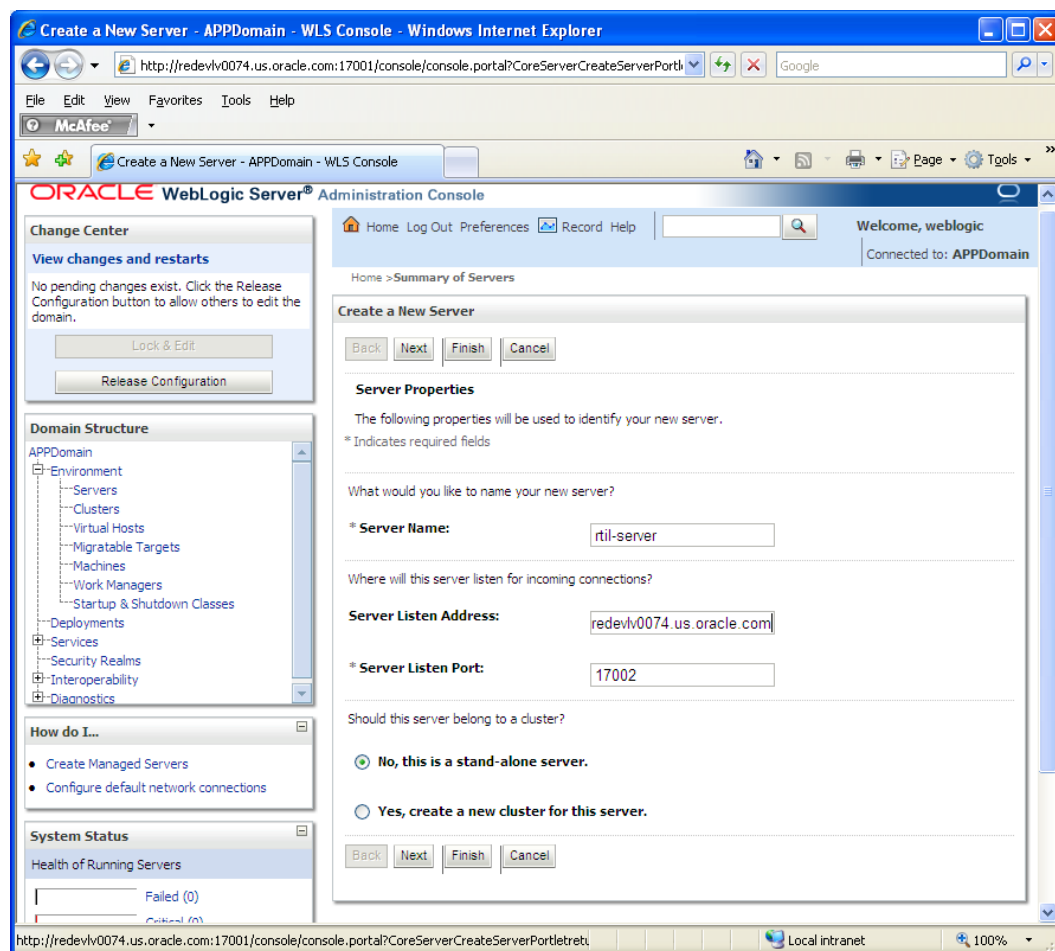 Create a New Server - APPDomain - WLS Console - Windows Internet Explorer
http://redevlv0074.us.oracle.com:17001/console/console.portal?CoreServerCreateServerPortl
Google
File Edit View Favorites Tools Help
McAfee
Create a New Server - APPDomain - WLS Console
Page Tools
ORACLE WebLogic Server® Administration Console
Change Center
View changes and restarts
No pending changes exist. Click the Release
Configuration button to allow others to edit the
domain.
Lock & Edit
Release Configuration
Domain Structure
APPDomain
Environment
Servers
Clusters
Virtual Hosts
Migratable Targets
Machines
Work Managers
Startup & Shutdown Classes
Deployments
Services
Security Realms
Interoperability
Diagnostics
How do I...
Create Managed Servers
Configure default network connections
System Status
Health of Running Servers
Failed (0)
Critical (0)
Home Log Out Preferences Record Help
Welcome, weblogic
Connected to: APPDomain
Home >Summary of Servers
Create a New Server
Back Next Finish Cancel
Server Properties
The following properties will be used to identify your new server.
* Indicates required fields
What would you like to name your new server?
* Server Name: rtil-server
Where will this server listen for incoming connections?
Server Listen Address: redevlv0074.us.oracle.com
* Server Listen Port: 17002
Should this server belong to a cluster?
No, this is a stand-alone server.
Yes, create a new cluster for this server.
Back Next Finish Cancel
http://redevlv0074.us.oracle.com:17001/console/console.portal?CoreServerCreateServerPortletretu
Local intranet 100%